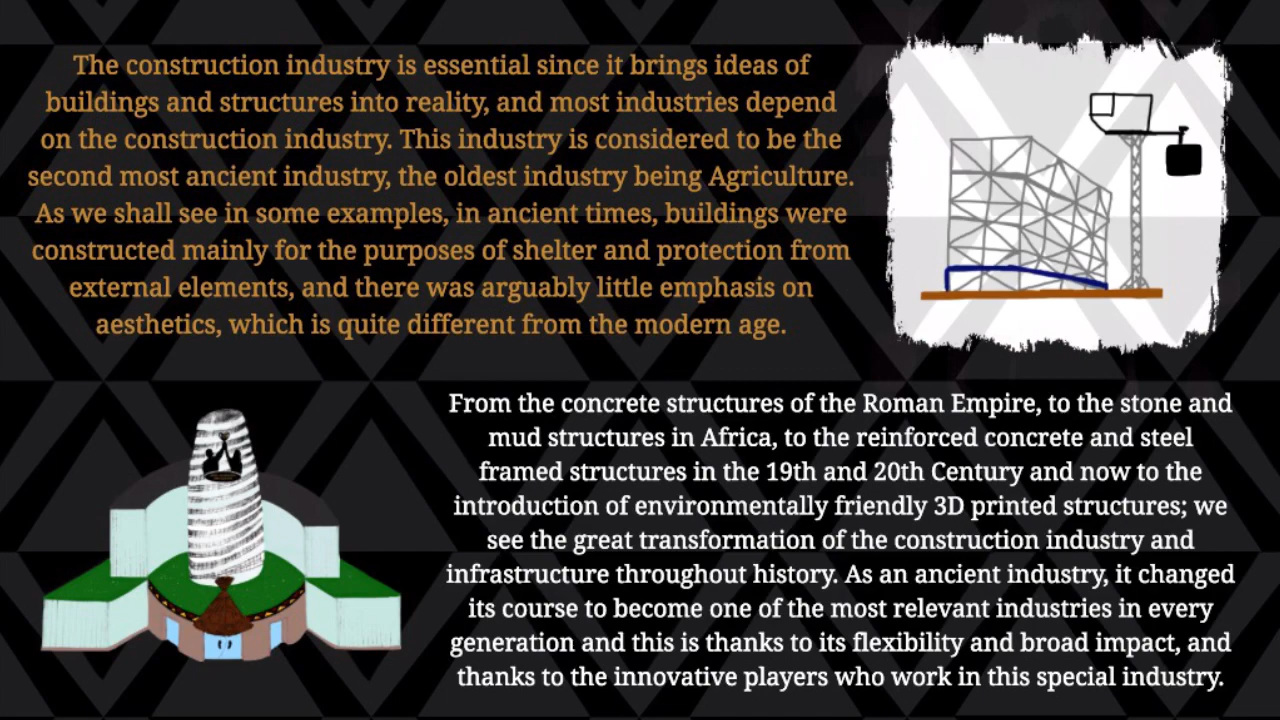 The construction industry is essential since it brings ideas of
buildings and structures into reality, and most industries depend
on the construction industry. This industry is considered to be the
second most ancient industry, the oldest industry being Agriculture.
As we shall see in some examples, in ancient times, buildings were
constructed mainly for the purposes of shelter and protection from
external elements, and there was arguably little emphasis on
aesthetics, which is quite different from the modern age.
From the concrete structures of the Roman Empire, to the stone and
mud structures in Africa, to the reinforced concrete and steel
framed structures in the 19th and 20th Century and now to the
introduction of environmentally friendly 3D printed structures; we
see the great transformation of the construction industry and
infrastructure throughout history. As an ancient industry, it changed
its course to become one of the most relevant industries in every
generation and this is thanks to its flexibility and broad impact, and
thanks to the innovative players who work in this special industry.